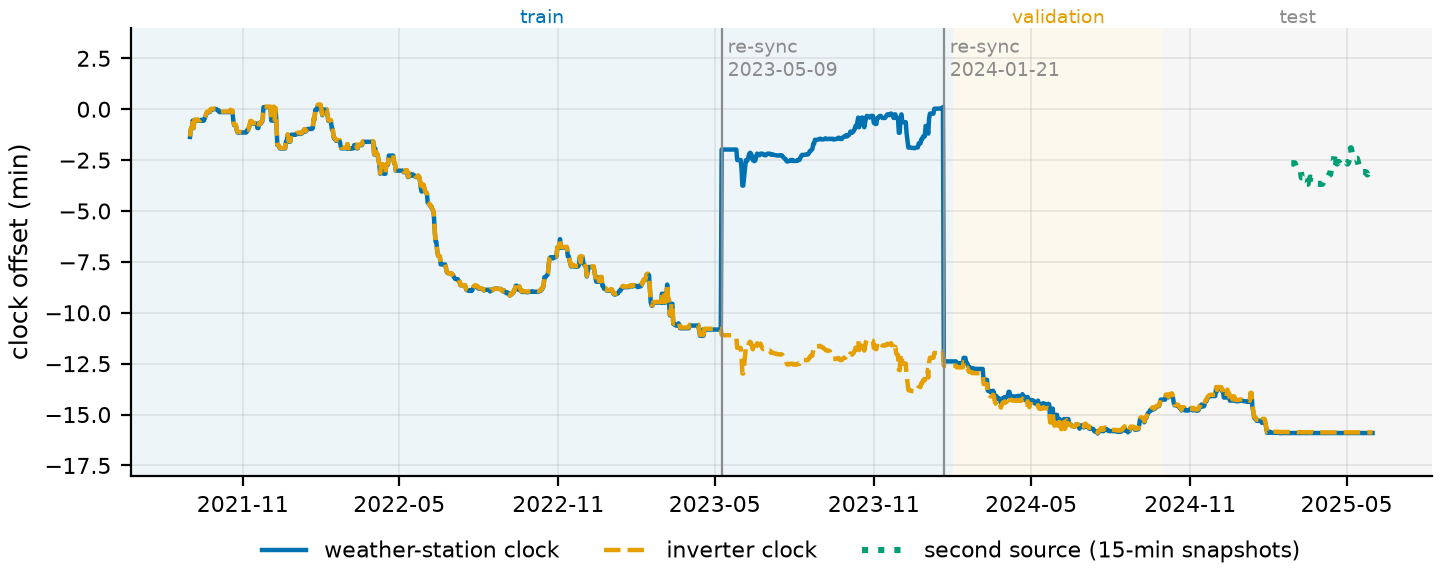 train validation test
re-sync
2023-05-09
re-sync
2024-01-21
clock offset (min)
2.5
0.0
−2.5
−5.0
−7.5
−10.0
−12.5
−15.0
−17.5
2021-11 2022-05 2022-11 2023-05 2023-11 2024-05 2024-11 2025-05
weather-station clock inverter clock second source (15-min snapshots)